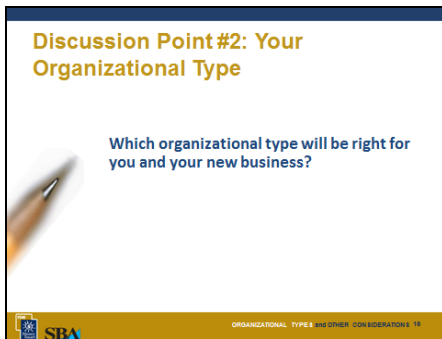 Discussion Point #2: Your
Organizational Type
Which organizational type will be right for
you and your new business?
ORGANIZATIONAL TYPES and OTHER CONSIDERATIONS 16
SBA